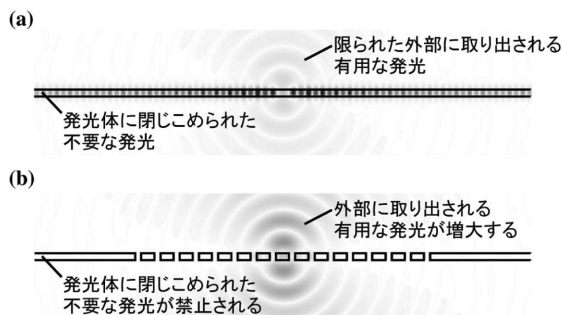 (a)
限られた外部に取り出される
有用な発光
発光体に閉じこめられた
不要な発光
(b)
外部に取り出される
有用な発光が増大する
発光体に閉じこめられた
不要な発光が禁止される